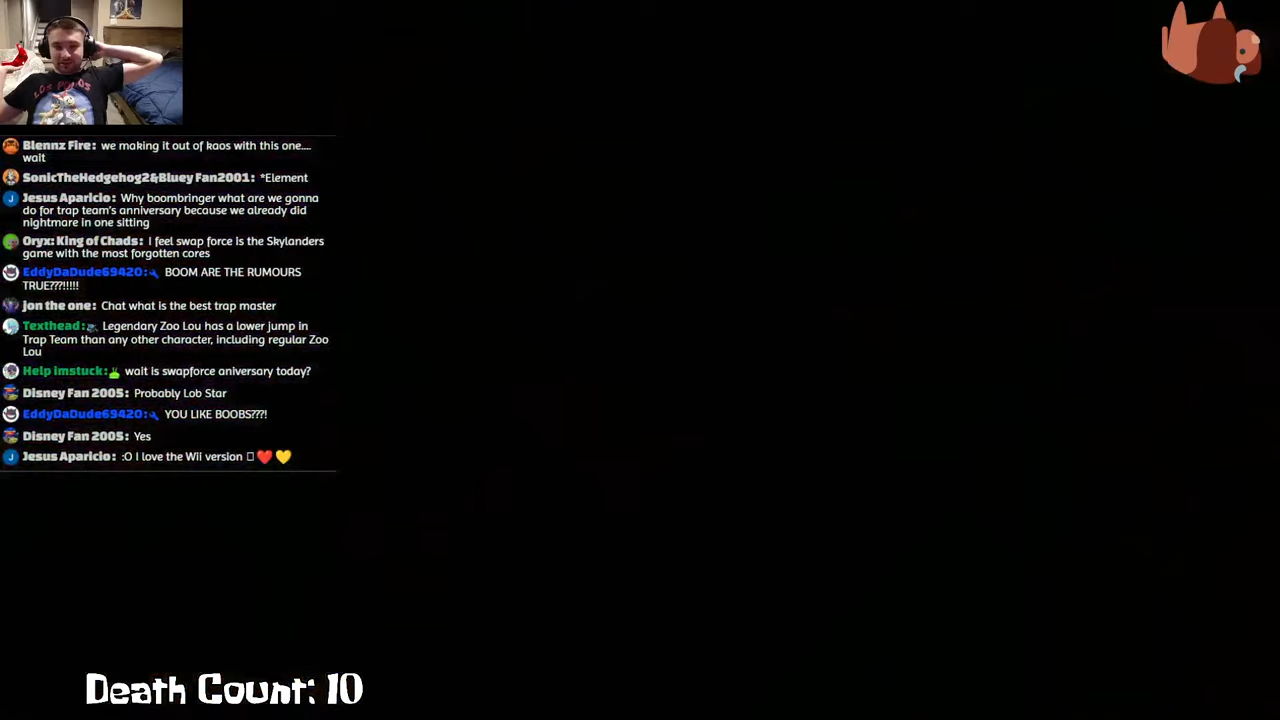 LOS POLLOS
Blennz Fire: we making it out of kaos with this one....
wait
SonicTheHedgehog2&Bluey Fan2001: *Element
Jesus Aparicio: Why boombringer what are we gonna
do for trap team's anniversary because we already did
nightmare in one sitting
Oryx: King of Chads: I feel swap force is the Skylanders
game with the most forgotten cores
EddyDaDude69420: BOOM ARE THE RUMOURS
TRUE???!!!!!
jon the one: Chat what is the best trap master
Texthead: Legendary Zoo Lou has a lower jump in
Trap Team than any other character, including regular Zoo
Lou
Help imstuck: wait is swapforce aniversary today?
Disney Fan 2005: Probably Lob Star
EddyDaDude69420: YOU LIKE BOOBS???!
Disney Fan 2005: Yes
J Jesus Aparicio: :O I love the Wii version
Death Count: 10